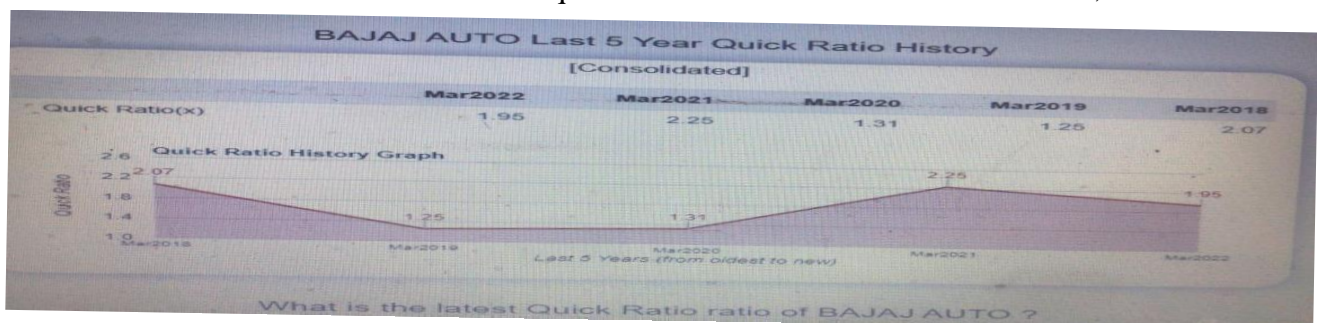 BAJAJ AUTO Last 5 Year Quick Ratio History
[Consolidated]
Mar2022 Mar2021 Mar2020 Mar2019 Mar2018
Quick Ratio(x) 1.95 2.25 1.31 1.25 2.07
Quick Ratio History Graph
Quick Ratio
2.6
2.2
1.8
1.4
1.0
2.07 1.25 1.31 2.25 1.95
Mar2018 Mar2019 Mar2020 Mar2021 Mar2022
Last 5 Years (from oldest to new)
What is the latest Quick Ratio ratio of BAJAJ AUTO ?